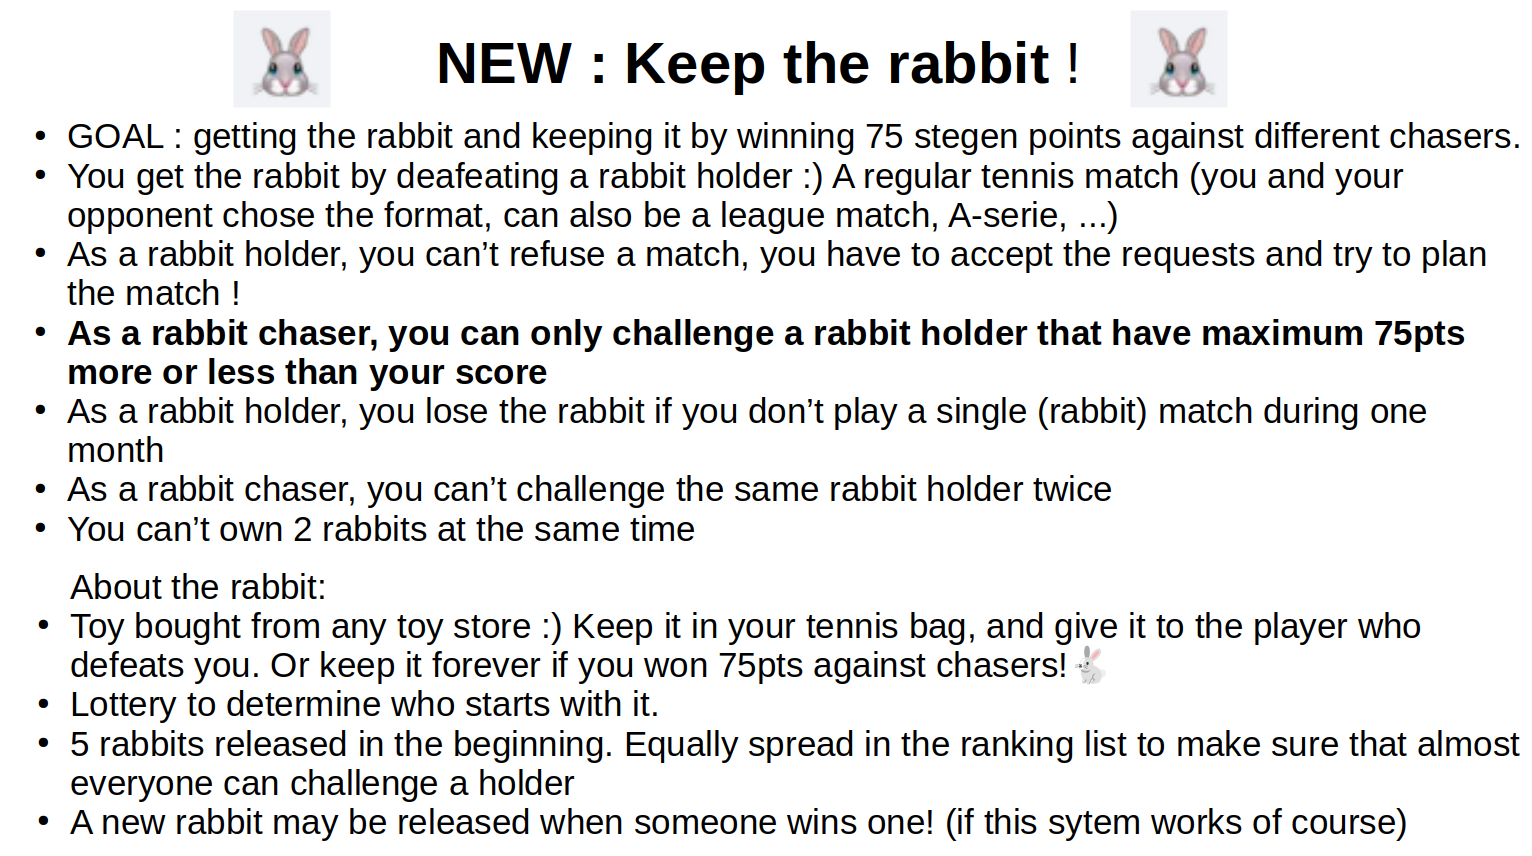 NEW : Keep the rabbit !
• GOAL : getting the rabbit and keeping it by winning 75 stegen points against different chasers.
• You get the rabbit by deafeating a rabbit holder :) A regular tennis match (you and your
opponent chose the format, can also be a league match, A-serie, ...)
• As a rabbit holder, you can’t refuse a match, you have to accept the requests and try to plan
the match !
• As a rabbit chaser, you can only challenge a rabbit holder that have maximum 75pts
more or less than your score
• As a rabbit holder, you lose the rabbit if you don’t play a single (rabbit) match during one
month
• As a rabbit chaser, you can’t challenge the same rabbit holder twice
• You can’t own 2 rabbits at the same time
About the rabbit:
• Toy bought from any toy store :) Keep it in your tennis bag, and give it to the player who
defeats you. Or keep it forever if you won 75pts against chasers!🐇
• Lottery to determine who starts with it.
• 5 rabbits released in the beginning. Equally spread in the ranking list to make sure that almost
everyone can challenge a holder
• A new rabbit may be released when someone wins one! (if this sytem works of course)